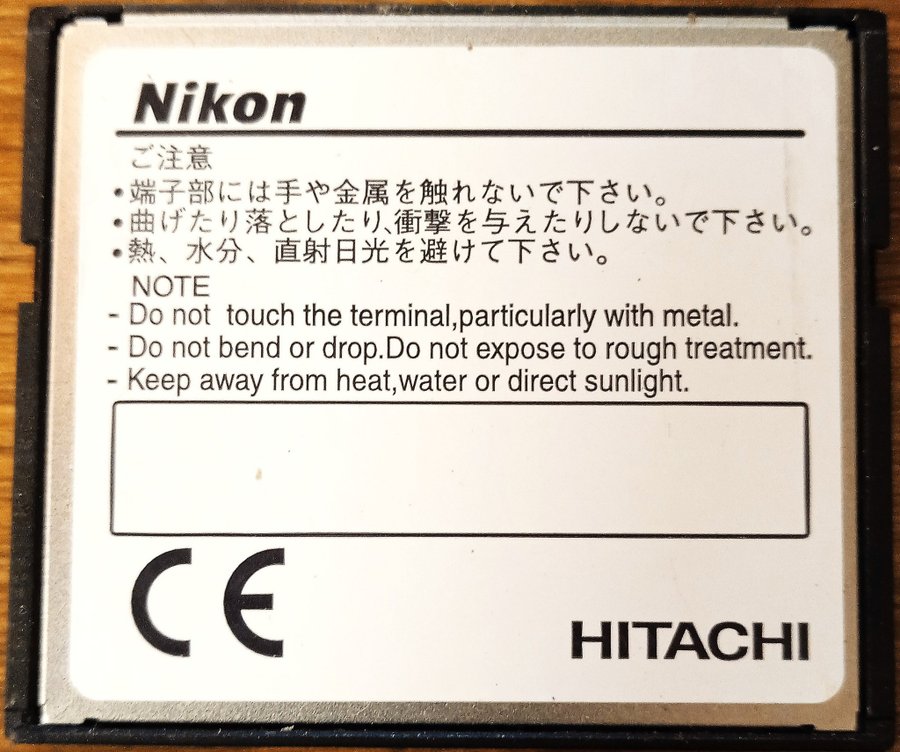 Nikon
ご注意
・端子部には手や金属を触れないで下さい。
・曲げたり落としたり、衝撃を与えたりしないで下さい。
・熱、水分、直射日光を避けて下さい。
NOTE
- Do not  touch the terminal,particularly with metal.
- Do not bend or drop.Do not expose to rough treatment.
- Keep away from heat,water or direct sunlight.
CE
HITACHI